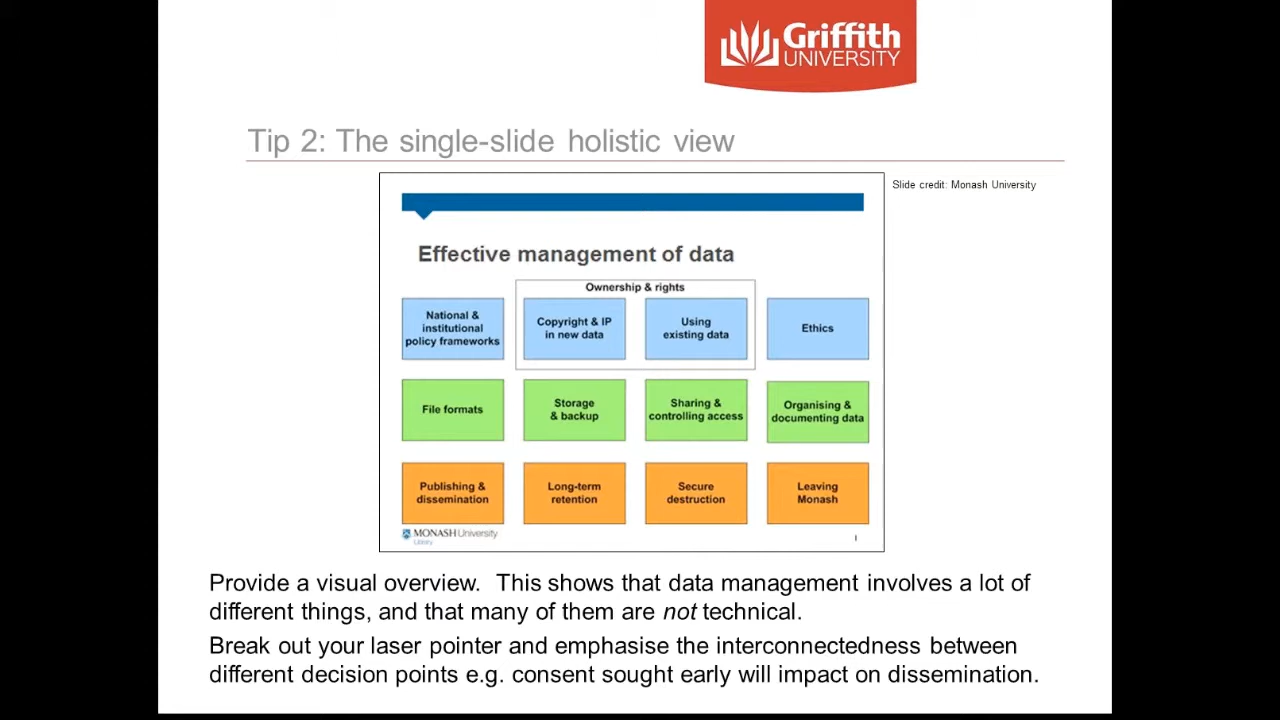 Griffith
UNIVERSITY
Tip 2: The single-slide holistic view
Slide credit: Monash University
Effective management of data
Ownership & rights
National &
institutional
policy frameworks
Copyright & IP
in new data
Using
existing data
Ethics
File formats
Storage
& backup
Sharing &
controlling access
Organising &
documenting data
Publishing &
dissemination
Long-term
retention
Secure
destruction
Leaving
Monash
MONASH University
Library
1
Provide a visual overview.  This shows that data management involves a lot of
different things, and that many of them are not technical.
Break out your laser pointer and emphasise the interconnectedness between
different decision points e.g. consent sought early will impact on dissemination.